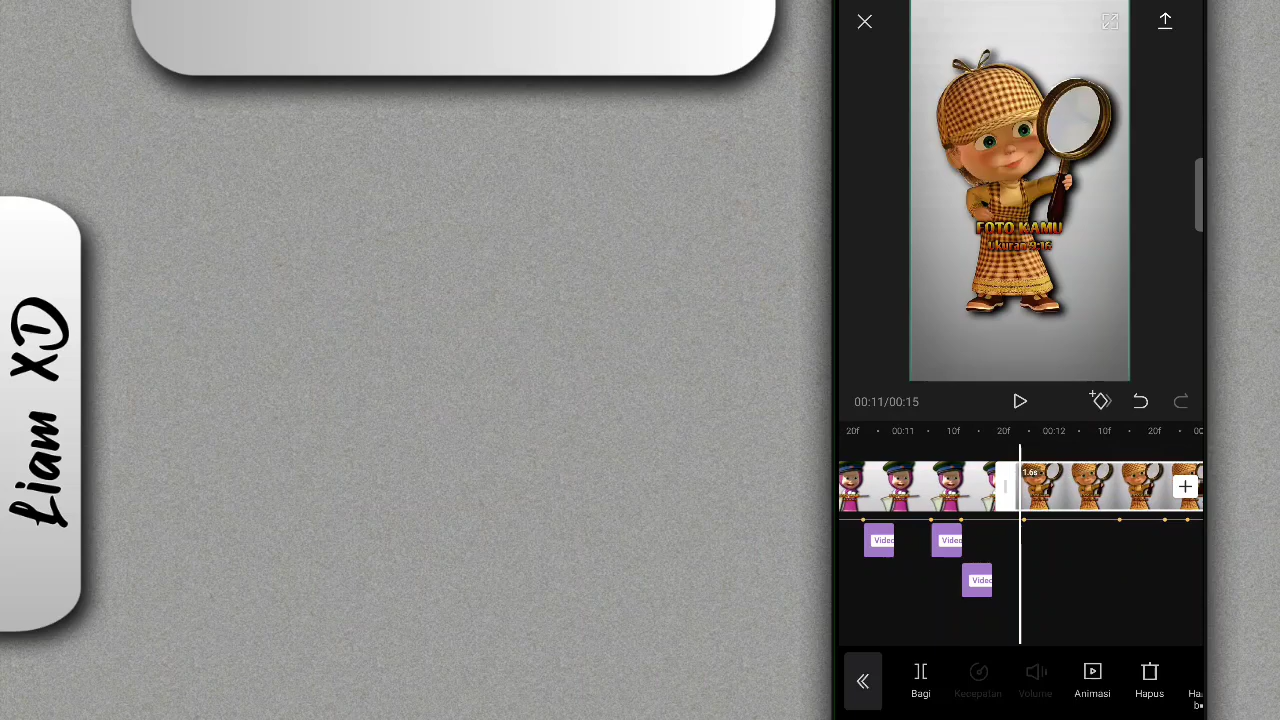 Liam XD
FOTO KAMU
Ukuran 9:16
00:11/00:15
20f 00:11 10f 20f 00:12 10f 20f 00
1.6s
Video Video
Video
Bagi Kecepatan Volume Animasi Hapus